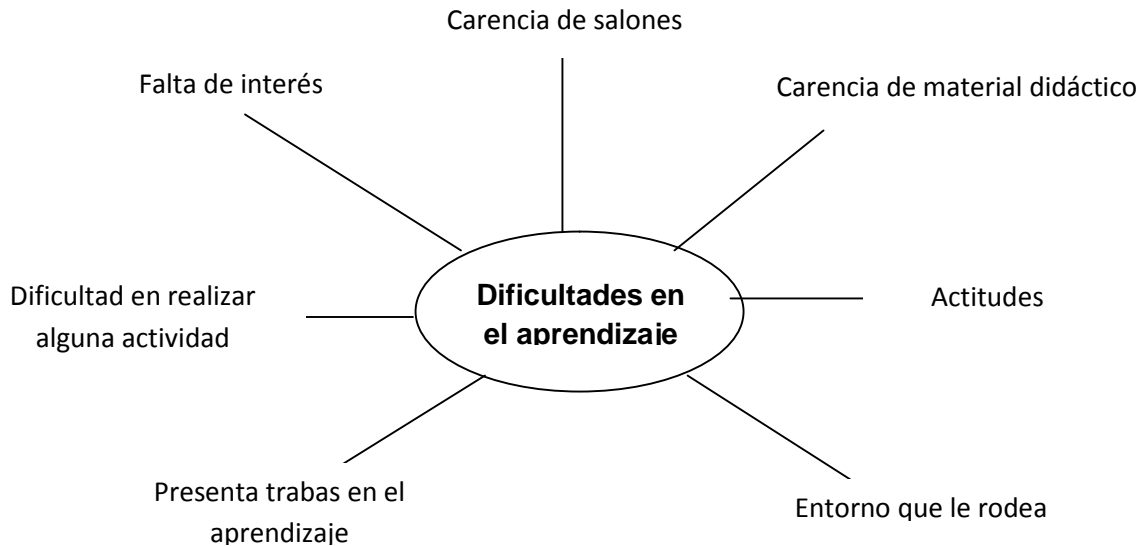 Carencia de salones
Falta de interés
Carencia de material didáctico
Dificultades en
el aprendizaje
Dificultad en realizar
alguna actividad
Actitudes
Presenta trabas en el
aprendizaje
Entorno que le rodea